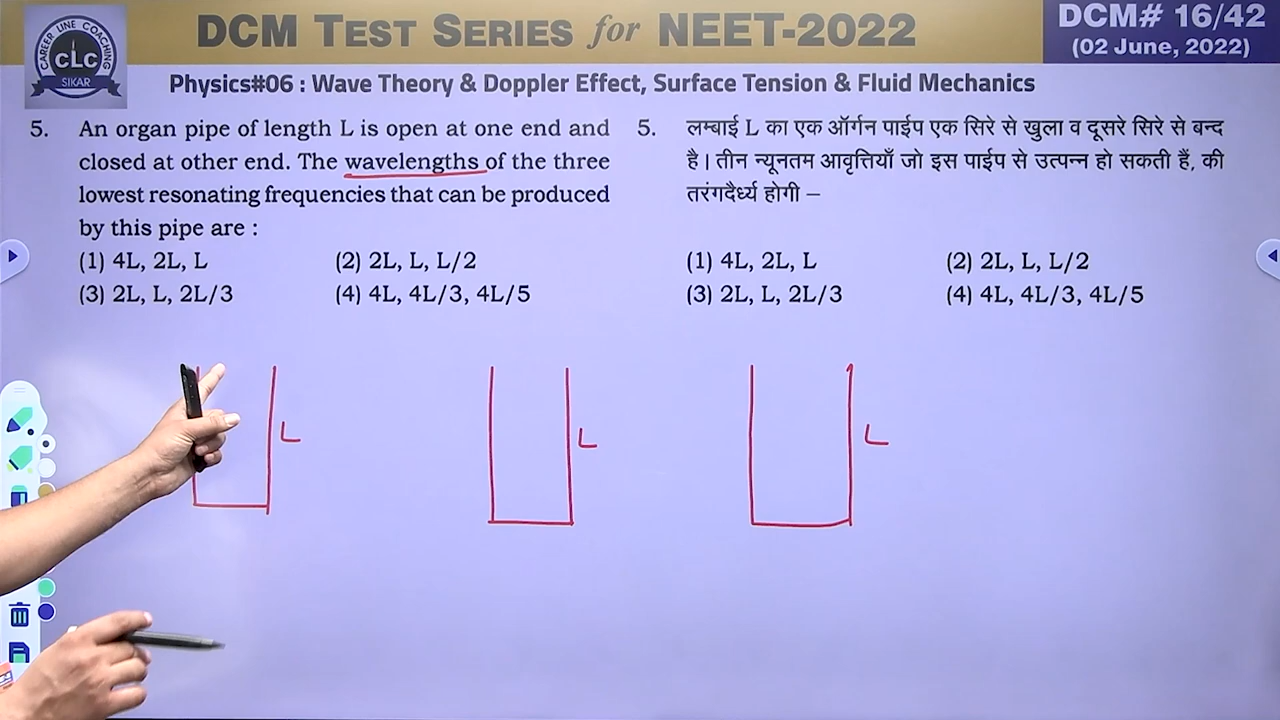 CAREER LINE COACHING
CLC
SIKAR
DCM TEST SERIES for NEET-2022
DCM# 16/42
(02 June, 2022)
Physics#06 : Wave Theory & Doppler Effect, Surface Tension & Fluid Mechanics
5. An organ pipe of length L is open at one end and
closed at other end. The wavelengths of the three
lowest resonating frequencies that can be produced
by this pipe are :
(1) 4L, 2L, L (2) 2L, L, L/2
(3) 2L, L, 2L/3 (4) 4L, 4L/3, 4L/5
5. लम्बाई L का एक ऑर्गन पाईप एक सिरे से खुला व दूसरे सिरे से बन्द
है। तीन न्यूनतम आवृत्तियाँ जो इस पाईप से उत्पन्न हो सकती हैं, की
तरंगदैर्ध्य होगी –
(1) 4L, 2L, L (2) 2L, L, L/2
(3) 2L, L, 2L/3 (4) 4L, 4L/3, 4L/5
L L L